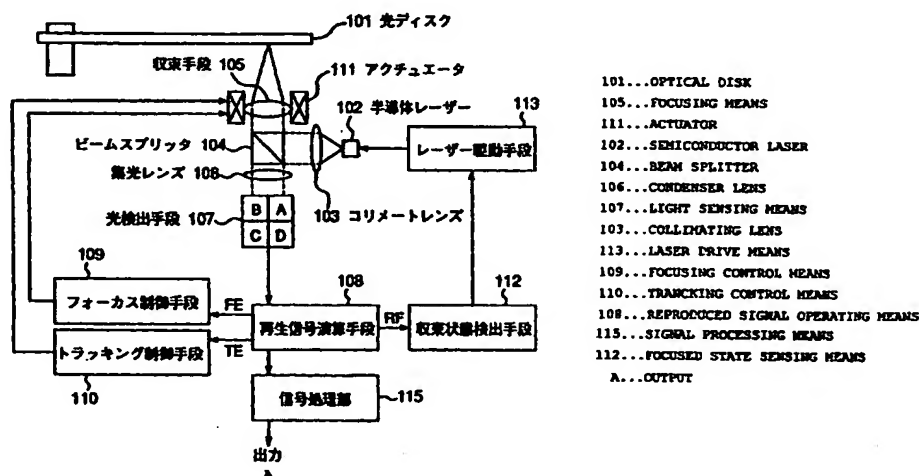 101 光ディスク
収束手段 105
111 アクチュエータ
102 半導体レーザー
113
ビームスプリッタ 104
レーザー駆動手段
集光レンズ 106
光検出手段 107
B A
C D
103 コリメートレンズ
109
フォーカス制御手段
FE
108
再生信号演算手段
RF
112
収束状態検出手段
トラッキング制御手段
TE
110
信号処理部
115
出力
A
101...OPTICAL DISK
105...FOCUSING MEANS
111...ACTUATOR
102...SEMICONDUCTOR LASER
104...BEAM SPLITTER
106...CONDENSER LENS
107...LIGHT SENSING MEANS
103...COLLIMATING LENS
113...LASER DRIVE MEANS
109...FOCUSING CONTROL MEANS
110...TRANCKING CONTROL MEANS
108...REPRODUCED SIGNAL OPERATING MEANS
115...SIGNAL PROCESSING MEANS
112...FOCUSED STATE SENSING MEANS
A...OUTPUT